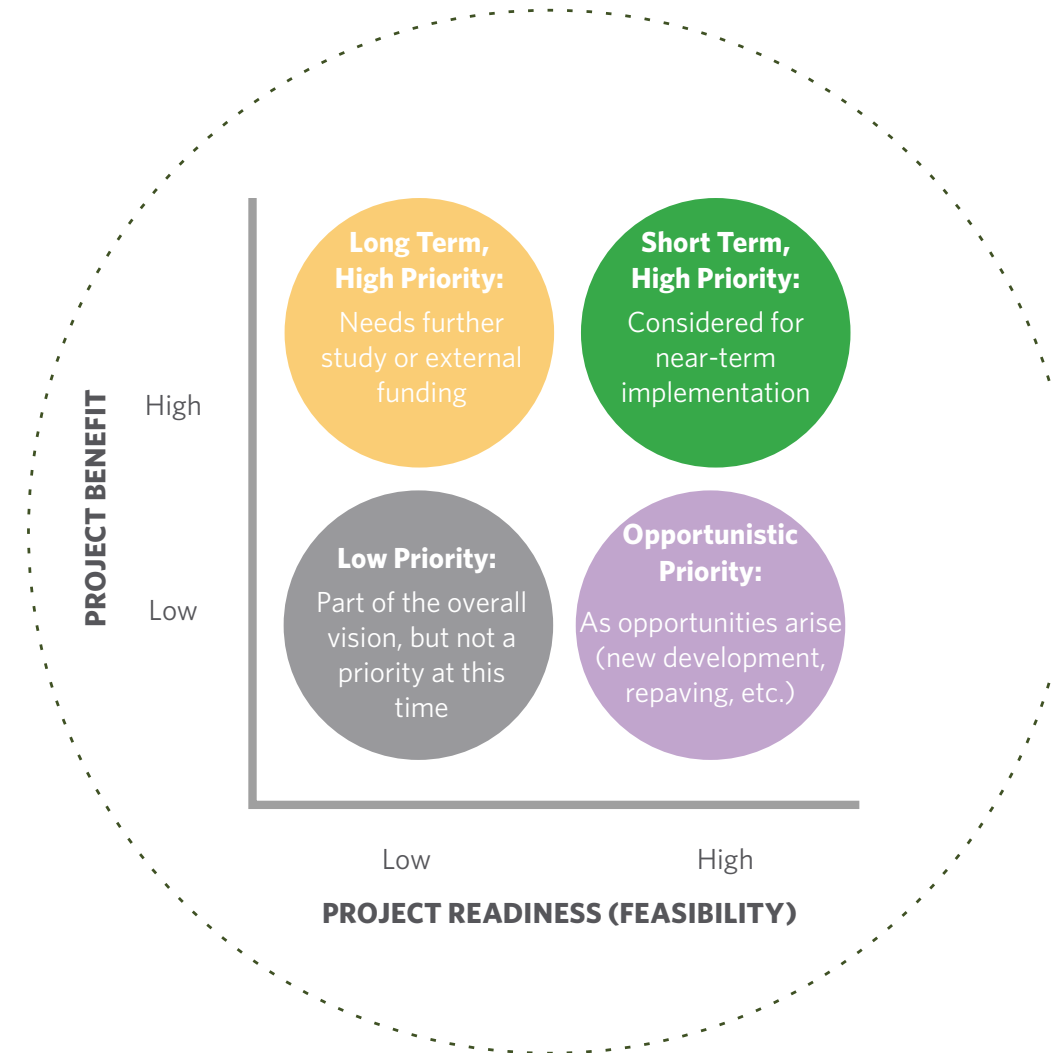 Long Term,
High Priority:
Needs further
study or external
funding
Short Term,
High Priority:
Considered for
near-term
implementation
PROJECT BENEFIT
High
Low
Low Priority:
Part of the overall
vision, but not a
priority at this
time
Opportunistic
Priority:
As opportunities arise
(new development,
repaving, etc.)
Low
High
PROJECT READINESS (FEASIBILITY)